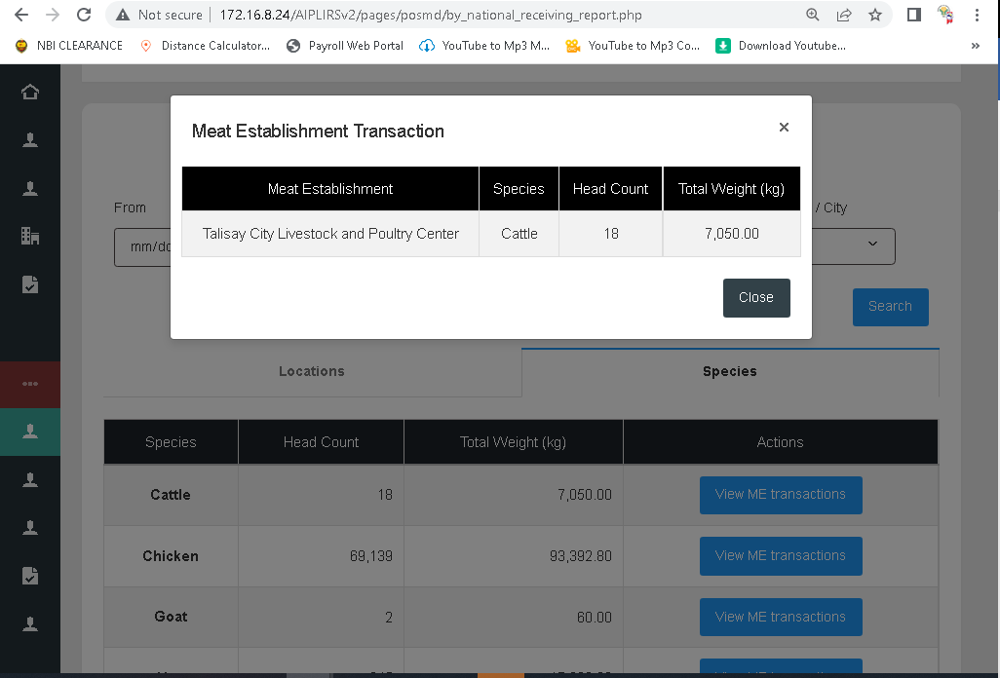 Not secure | 172.16.8.24/AIPLIRSv2/pages/posmd/by_national_receiving_report.php
NBI CLEARANCE Distance Calculator... Payroll Web Portal YouTube to Mp3 M... YouTube to Mp3 Co... Download Youtube... »
Meat Establishment Transaction ×
Meat Establishment Species Head Count Total Weight (kg)
From / City
Talisay City Livestock and Poultry Center Cattle 18 7,050.00
mm/dd
Close
Search
Locations Species
Species Head Count Total Weight (kg) Actions
Cattle 18 7,050.00 View ME transactions
Chicken 69,139 93,392.80 View ME transactions
Goat 2 60.00 View ME transactions
View ME transactions